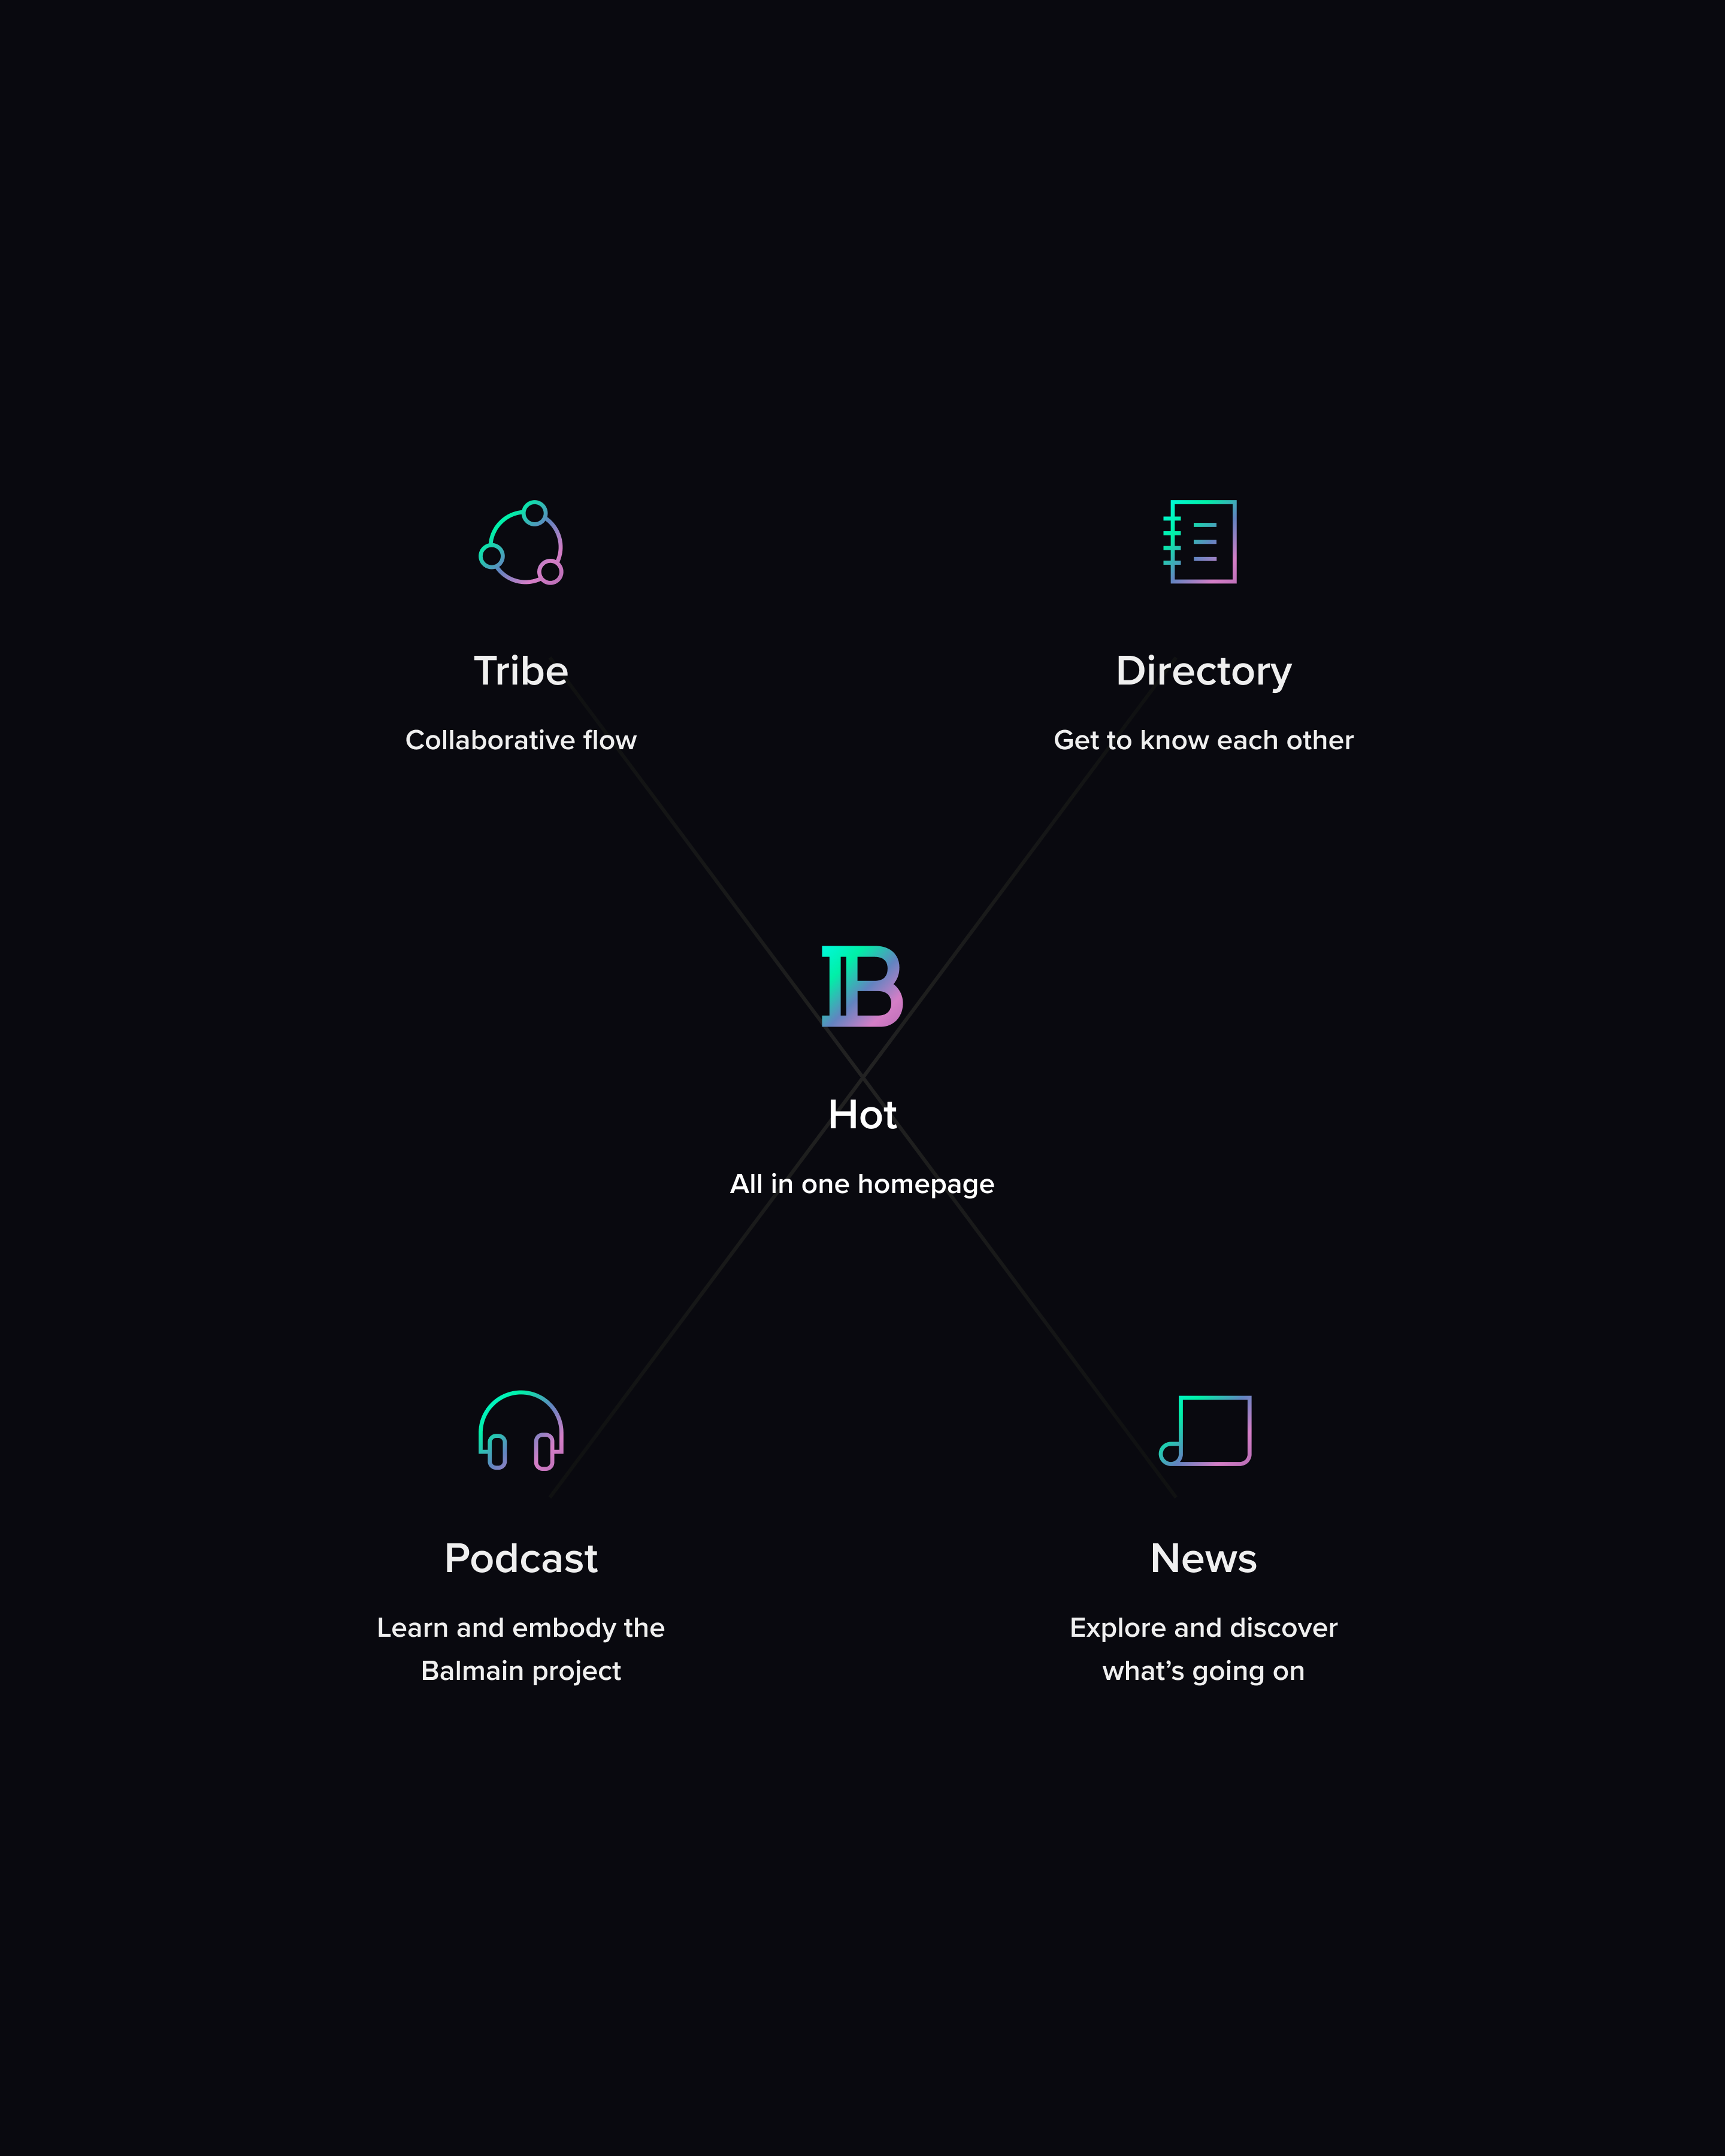 Tribe
Collaborative flow
Directory
Get to know each other
B
Hot
All in one homepage
Podcast
Learn and embody the
Balmain project
News
Explore and discover
what’s going on